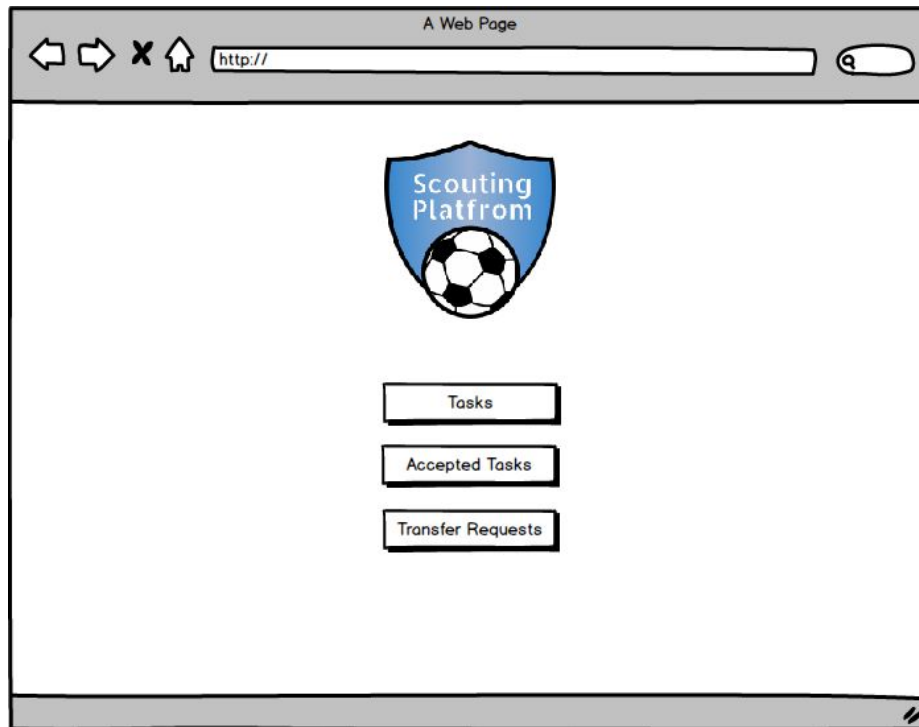 A Web Page
http://
Scouting
Platfrom
Tasks
Accepted Tasks
Transfer Requests